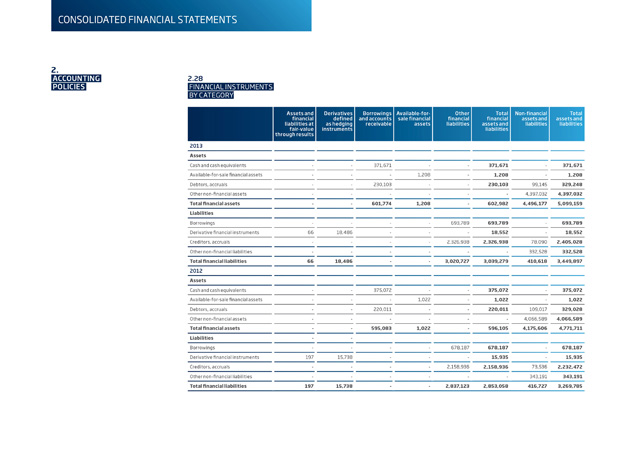 CONSOLIDATED FINANCIAL STATEMENTS
2.
ACCOUNTING
POLICIES
2.28
FINANCIAL INSTRUMENTS
BY CATEGORY
Assets and financial liabilities at fair-value through results | Derivatives defined as hedging instruments | Borrowings and accounts receivable | Available-for-sale financial assets | Other financial liabilities | Total financial assets and liabilities | Non-financial assets and liabilities | Total assets and liabilities
2013
Assets
Cash and cash equivalents - - 371,671 - - 371,671 - 371,671
Available-for-sale financial assets - - - 1,208 - 1,208 - 1,208
Debtors, accruals - - 230,103 - - 230,103 99,145 329,248
Other non-financial assets - - - - - - 4,397,032 4,397,032
Total financial assets - - 601,774 1,208 - 602,982 4,496,177 5,099,159
Liabilities
Borrowings - - - - 693,789 693,789 - 693,789
Derivative financial instruments 66 18,486 - - - 18,552 - 18,552
Creditors, accruals - - - - 2,326,938 2,326,938 78,090 2,405,028
Other non-financial liabilities - - - - - - 332,528 332,528
Total financial liabilities 66 18,486 - - 3,020,727 3,039,279 410,618 3,449,897
2012
Assets
Cash and cash equivalents - - 375,072 - - 375,072 - 375,072
Available-for-sale financial assets - - - 1,022 - 1,022 - 1,022
Debtors, accruals - - 220,011 - - 220,011 109,017 329,028
Other non-financial assets - - - - - - 4,066,589 4,066,589
Total financial assets - - 595,083 1,022 - 596,105 4,175,606 4,771,711
Liabilities - - - - - - - -
Borrowings - - - - 678,187 678,187 - 678,187
Derivative financial instruments 197 15,738 - - - 15,935 - 15,935
Creditors, accruals - - - - 2,158,936 2,158,936 73,536 2,232,472
Other non-financial liabilities - - - - - - 343,191 343,191
Total financial liabilities 197 15,738 - - 2,837,123 2,853,058 416,727 3,269,785